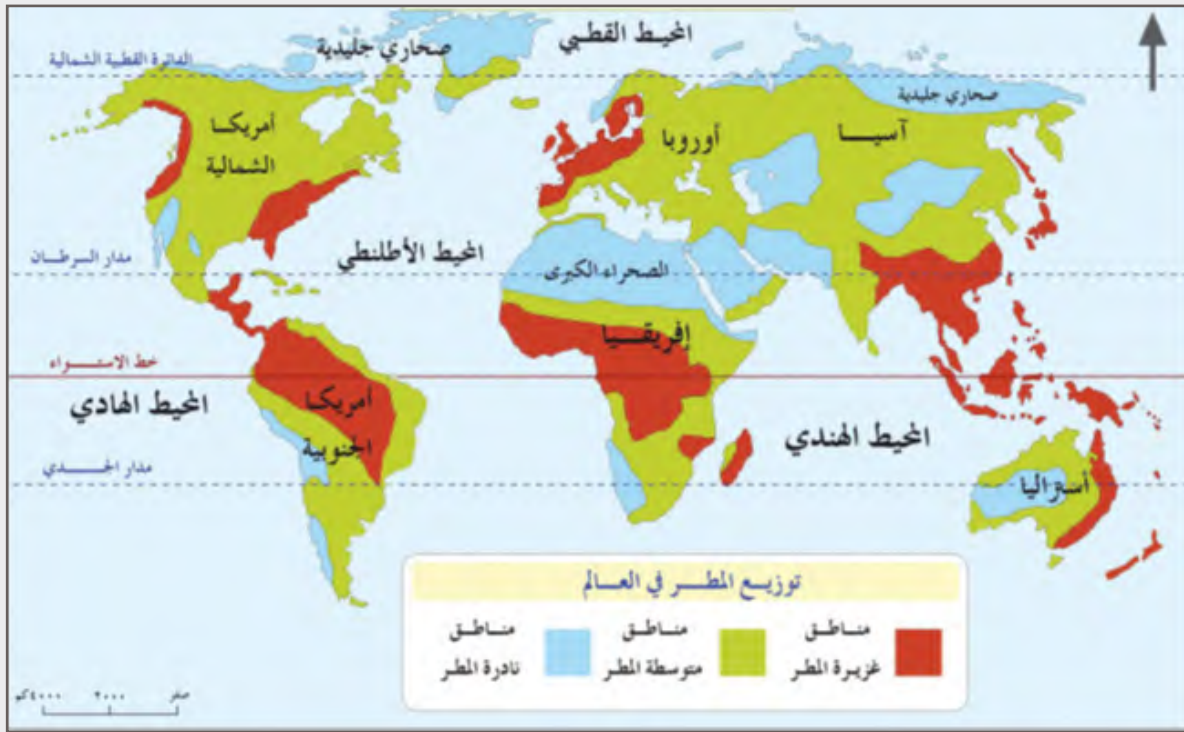 المحيط القطبي
صحاري جليدية
الدائرة القطبية الشمالية
صحاري جليدية
أمريكا
الشمالية
أوروبا
آسيا
المحيط الأطلنطي
مدار السرطان
الصحراء الكبرى
إفريقيا
خط الاستواء
المحيط الهادي
أمريكا
الجنوبية
المحيط الهندي
مدار الجدي
أستراليا
توزيع المطر في العالم
مناطق
غزيرة المطر
مناطق
متوسطة المطر
مناطق
نادرة المطر
صفر ٢٠٠٠ ٤٠٠٠كم